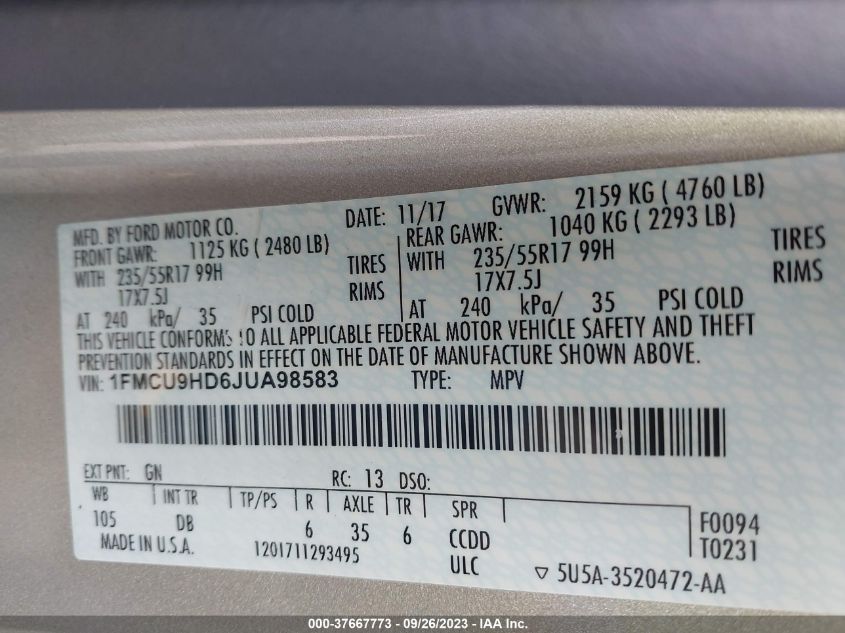 MFD. BY FORD MOTOR CO. DATE: 11/17 GVWR: 2159 KG ( 4760 LB)
FRONT GAWR: 1125 KG ( 2480 LB) REAR GAWR: 1040 KG ( 2293 LB)
WITH 235/55R17 99H TIRES WITH 235/55R17 99H TIRES
17X7.5J RIMS 17X7.5J RIMS
AT 240 kPa/ 35 PSI COLD AT 240 kPa/ 35 PSI COLD
THIS VEHICLE CONFORMS TO ALL APPLICABLE FEDERAL MOTOR VEHICLE SAFETY AND THEFT
PREVENTION STANDARDS IN EFFECT ON THE DATE OF MANUFACTURE SHOWN ABOVE.
VIN: 1FMCU9HD6JUA98583 TYPE: MPV
EXT PNT: GN RC: 13 DSO:
WB INT TR TP/PS R AXLE TR SPR
105 DB 6 35 6 CCDD F0094
MADE IN U.S.A. 1201711293495 ULC T0231
▽ 5U5A-3520472-AA
000-37667773 - 09/26/2023 - IAA Inc.